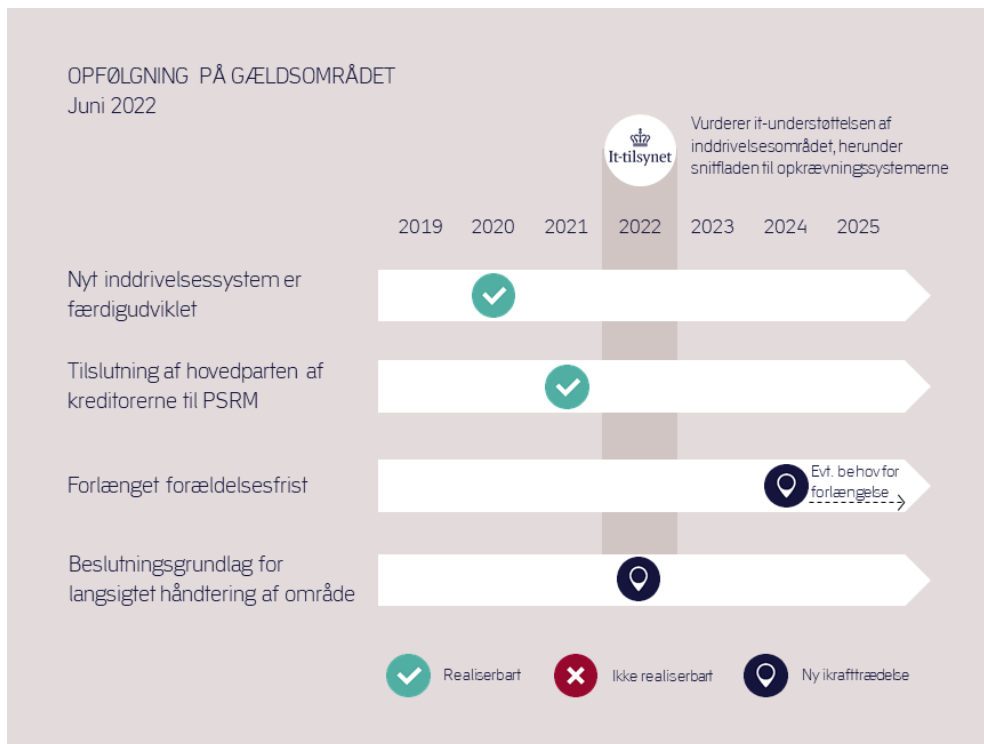 OPFØLGNING PÅ GÆLDSOMRÅDET
Juni 2022
It-tilsynet
Vurderer it-understøttelsen af
inddrivelsesområdet, herunder
snitfladen til opkrævningssystemerne
2019 2020 2021 2022 2023 2024 2025
Nyt inddrivelsessystem er
færdigudviklet
Tilslutning af hovedparten af
kreditorerne til PSRM
Forlænget forældelsesfrist
Evt. behov for
forlængelse
Beslutningsgrundlag for
langsigtet håndtering af område
Realiserbart
Ikke realiserbart
Ny ikrafttrædelse